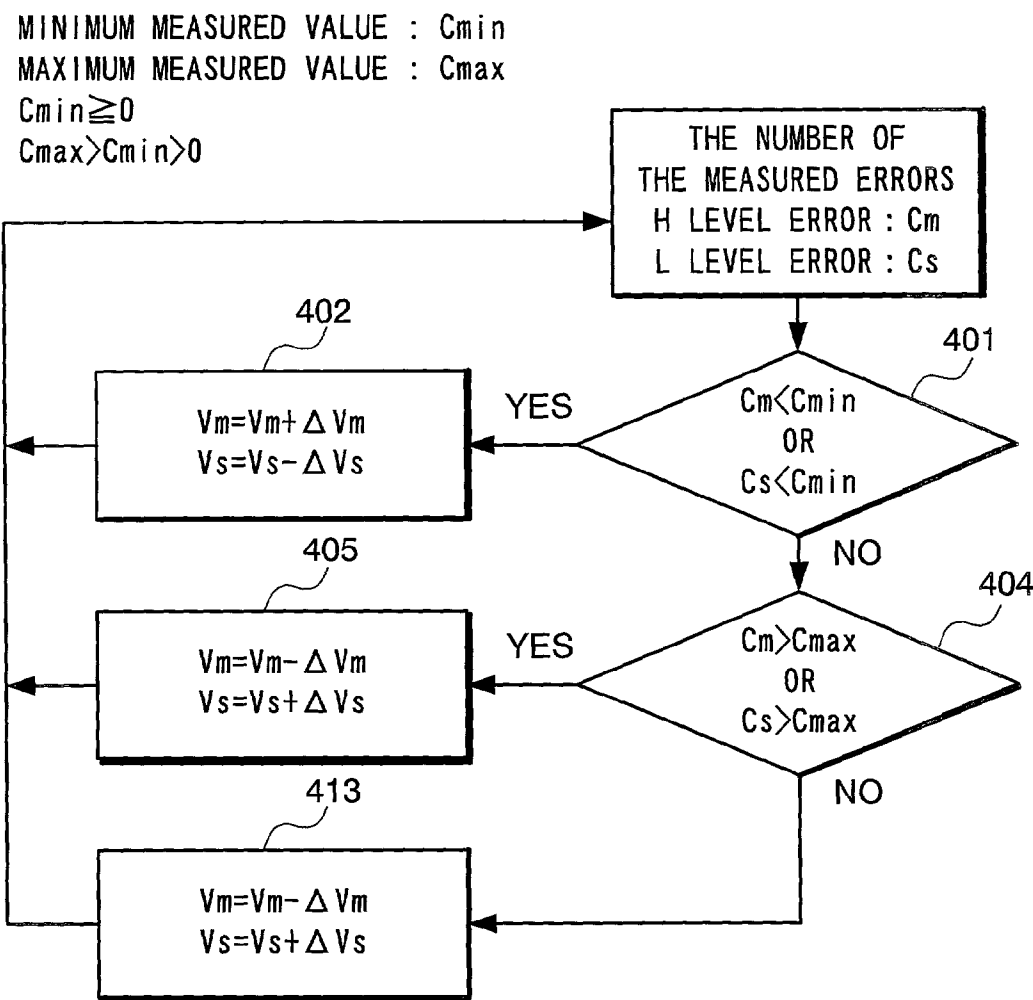 MINIMUM MEASURED VALUE : Cmin
MAXIMUM MEASURED VALUE : Cmax
Cmin≧0
Cmax>Cmin>0
THE NUMBER OF
THE MEASURED ERRORS
H LEVEL ERROR : Cm
L LEVEL ERROR : Cs
402
401
Vm=Vm+ΔVm
Vs=Vs-ΔVs
YES
Cm<Cmin
OR
Cs<Cmin
NO
405
404
Vm=Vm-ΔVm
Vs=Vs+ΔVs
YES
Cm>Cmax
OR
Cs>Cmax
NO
413
Vm=Vm-ΔVm
Vs=Vs+ΔVs